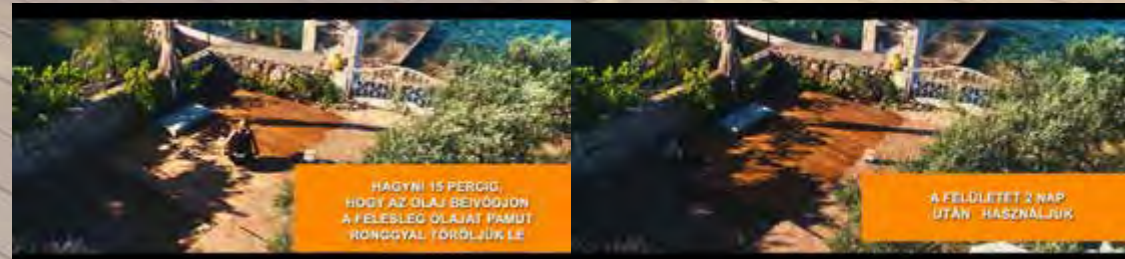 HAGYNI 15 PERCIG,
HOGY AZ OLAJ BEIVÓDJON
A FELESLEG OLAJAT PAMUT
RONGGYAL TÖRÖLJÜK LE
A FELÜLETET 2 NAP
UTÁN HASZNÁLJUK